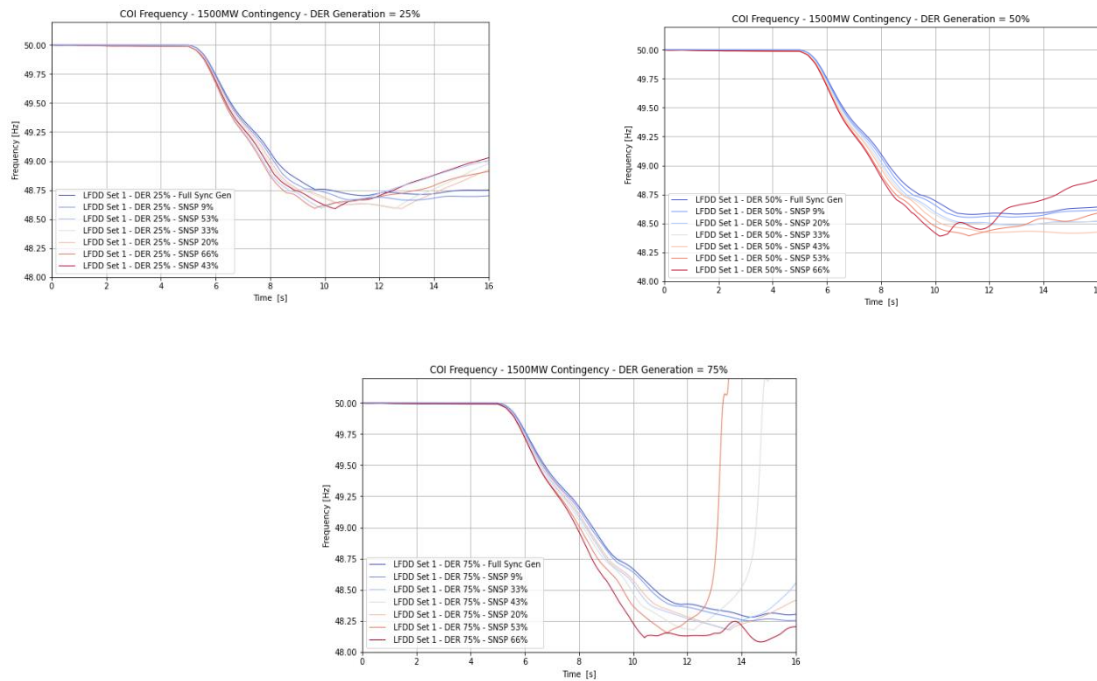 COI Frequency - 1500MW Contingency - DER Generation = 25%
Frequency [Hz]
50.00
49.75
49.50
49.25
49.00
48.75
48.50
48.25
48.00
LFDD Set 1 - DER 25% - Full Sync Gen
LFDD Set 1 - DER 25% - SNSP 9%
LFDD Set 1 - DER 25% - SNSP 53%
LFDD Set 1 - DER 25% - SNSP 33%
LFDD Set 1 - DER 25% - SNSP 20%
LFDD Set 1 - DER 25% - SNSP 66%
LFDD Set 1 - DER 25% - SNSP 43%
0 2 4 6 8 10 12 14 16
Time [s]
COI Frequency - 1500MW Contingency - DER Generation = 50%
Frequency [Hz]
50.00
49.75
49.50
49.25
49.00
48.75
48.50
48.25
48.00
LFDD Set 1 - DER 50% - Full Sync Gen
LFDD Set 1 - DER 50% - SNSP 9%
LFDD Set 1 - DER 50% - SNSP 20%
LFDD Set 1 - DER 50% - SNSP 33%
LFDD Set 1 - DER 50% - SNSP 43%
LFDD Set 1 - DER 50% - SNSP 53%
LFDD Set 1 - DER 50% - SNSP 66%
0 2 4 6 8 10 12 14 16
Time [s]
COI Frequency - 1500MW Contingency - DER Generation = 75%
Frequency [Hz]
50.00
49.75
49.50
49.25
49.00
48.75
48.50
48.25
48.00
LFDD Set 1 - DER 75% - Full Sync Gen
LFDD Set 1 - DER 75% - SNSP 9%
LFDD Set 1 - DER 75% - SNSP 33%
LFDD Set 1 - DER 75% - SNSP 43%
LFDD Set 1 - DER 75% - SNSP 20%
LFDD Set 1 - DER 75% - SNSP 53%
LFDD Set 1 - DER 75% - SNSP 66%
0 2 4 6 8 10 12 14 16
Time [s]